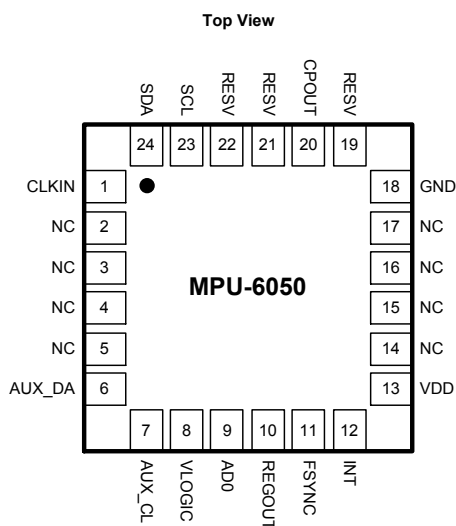 Top View
SDA
SCL
RESV
RESV
CPOUT
RESV
24
23
22
21
20
19
CLKIN
1
18
GND
NC
2
17
NC
NC
3
16
NC
MPU-6050
NC
4
15
NC
NC
5
14
NC
AUX_DA
6
13
VDD
7
8
9
10
11
12
AUX_CL
VLOGIC
AD0
REGOUT
FSYNC
INT